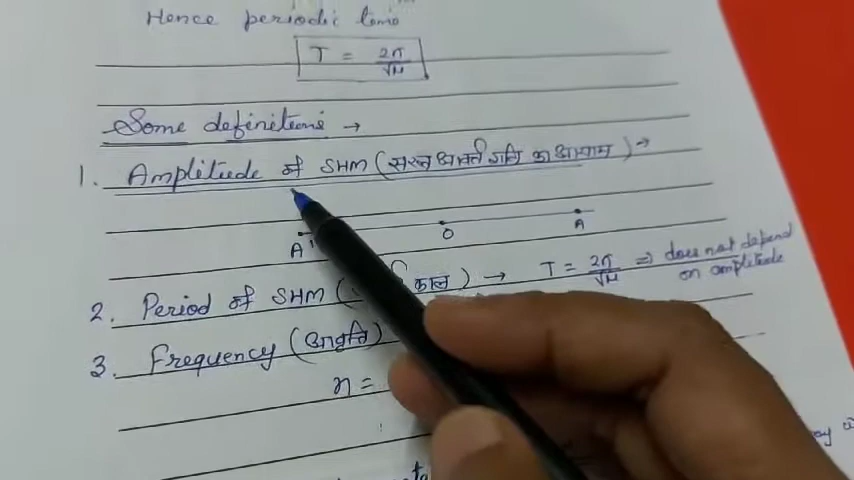 Hence periodic time
T = 2π/√μ
Some definitions →
1. Amplitude of SHM (सरल आवर्त गति का आयाम) →
A' O A
2. Period of SHM ( काल) → T = 2π/√μ ⇒ does not depend
on amplitude
3. Frequency (आवृत्ति)
n =